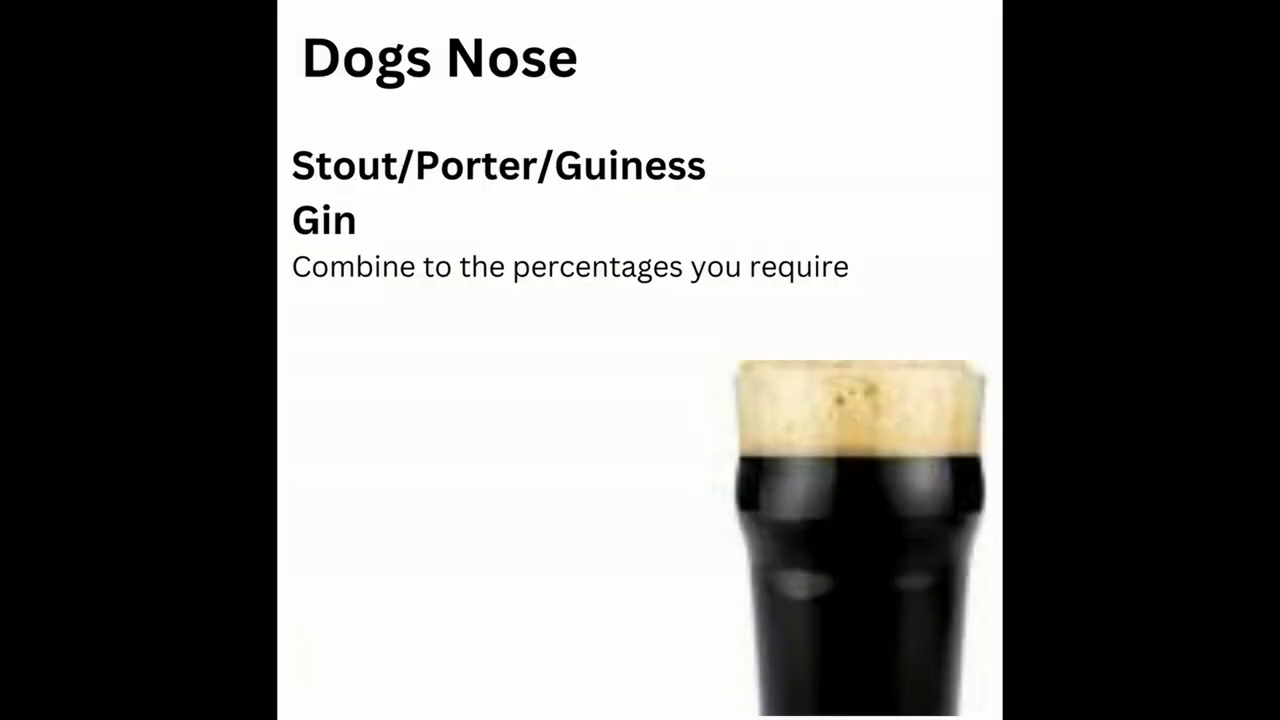 Dogs Nose
Stout/Porter/Guiness
Gin
Combine to the percentages you require